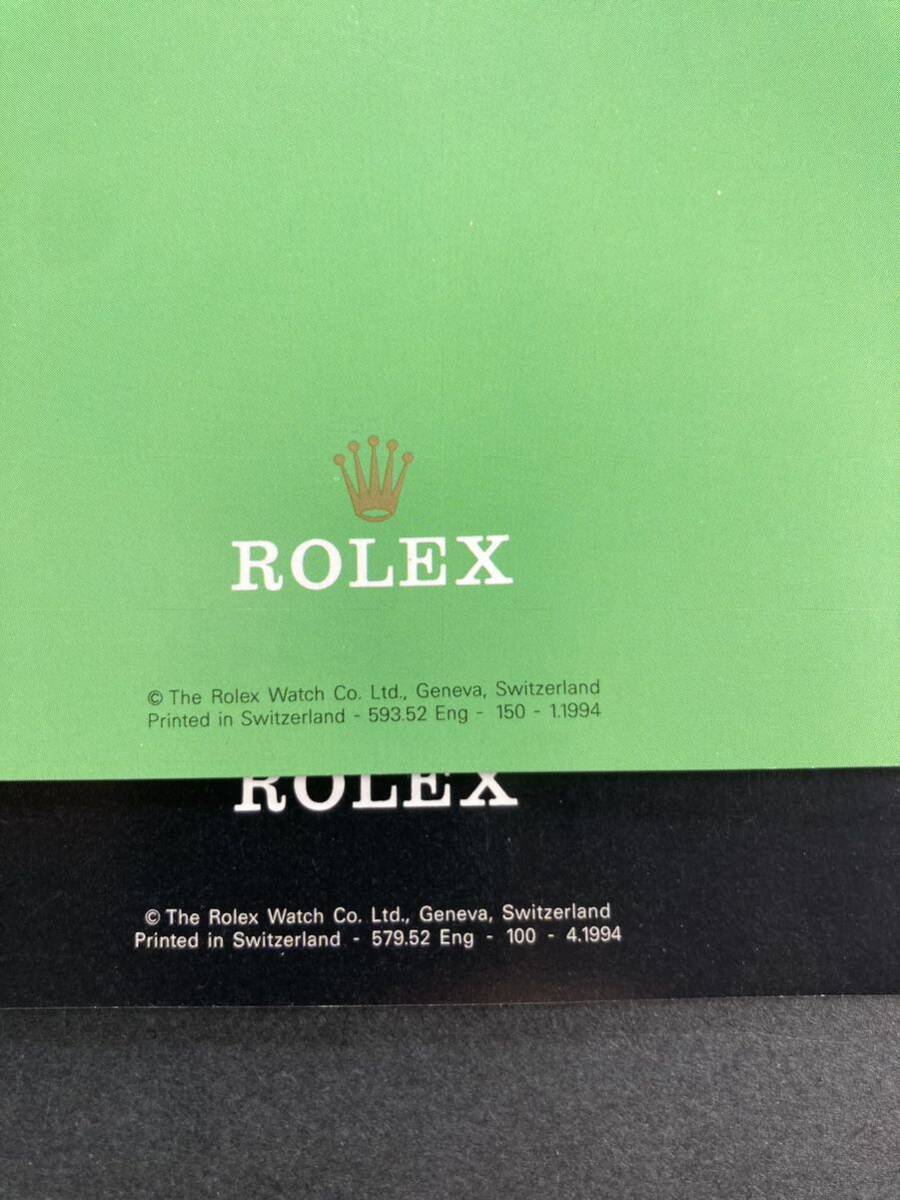 ROLEX
© The Rolex Watch Co. Ltd., Geneva, Switzerland
Printed in Switzerland - 593.52 Eng - 150 - 1.1994
ROLEX
© The Rolex Watch Co. Ltd., Geneva, Switzerland
Printed in Switzerland - 579.52 Eng - 100 - 4.1994